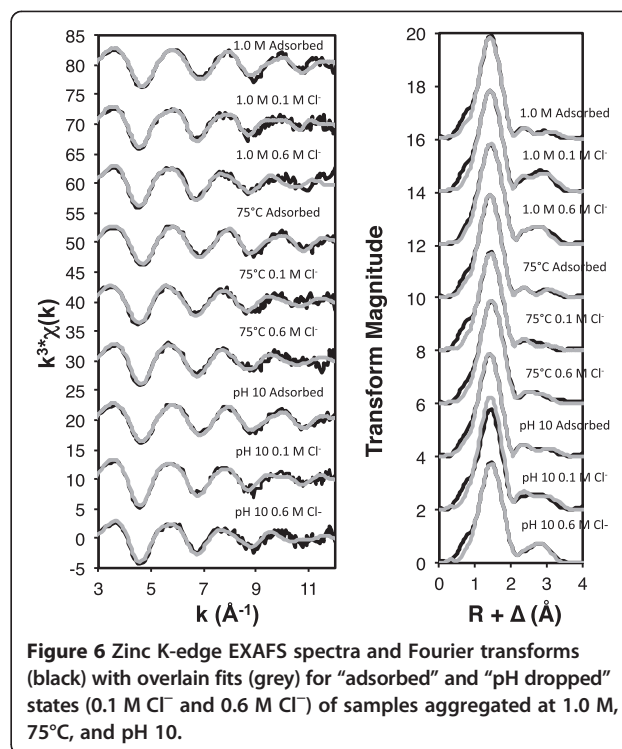 85
80
75
70
65
60
55
50
45
40
35
30
25
20
15
10
5
0
-5
k³*χ(k)
1.0 M Adsorbed
1.0 M 0.1 M Cl⁻
1.0 M 0.6 M Cl⁻
75°C Adsorbed
75°C 0.1 M Cl⁻
75°C 0.6 M Cl⁻
pH 10 Adsorbed
pH 10 0.1 M Cl⁻
pH 10 0.6 M Cl-
3 5 7 9 11
k (Å⁻¹)
20
18
16
14
12
10
8
6
4
2
0
Transform Magnitude
1.0 M Adsorbed
1.0 M 0.1 M Cl⁻
1.0 M 0.6 M Cl⁻
75°C Adsorbed
75°C 0.1 M Cl⁻
75°C 0.6 M Cl⁻
pH 10 Adsorbed
pH 10 0.1 M Cl⁻
pH 10 0.6 M Cl-
0 1 2 3 4
R + Δ (Å)
Figure 6 Zinc K-edge EXAFS spectra and Fourier transforms
(black) with overlain fits (grey) for “adsorbed” and “pH dropped”
states (0.1 M Cl⁻ and 0.6 M Cl⁻) of samples aggregated at 1.0 M,
75°C, and pH 10.